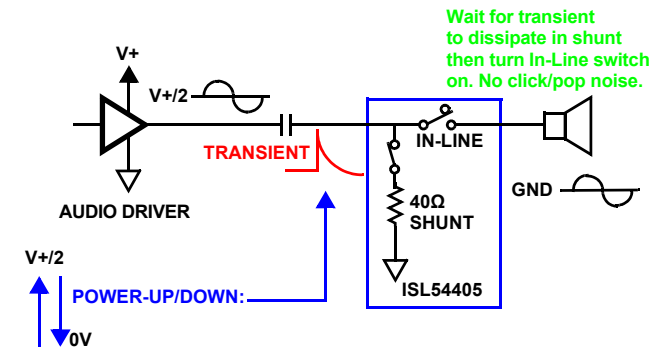 Wait for transient
to dissipate in shunt
then turn In-Line switch
on. No click/pop noise.
V+
V+/2
IN-LINE
TRANSIENT
40Ω
SHUNT
GND
AUDIO DRIVER
V+/2
POWER-UP/DOWN:
ISL54405
0V